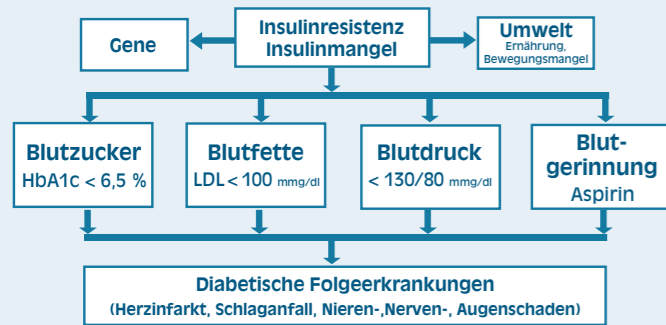 Gene
Insulinresistenz
Insulinmangel
Umwelt
Ernährung,
Bewegungsmangel
Blutzucker
HbA1c < 6,5 %
Blutfette
LDL < 100 mmg/dl
Blutdruck
< 130/80 mmg/dl
Blut-
gerinnung
Aspirin
Diabetische Folgeerkrankungen
(Herzinfarkt, Schlaganfall, Nieren-,Nerven-, Augenschaden)